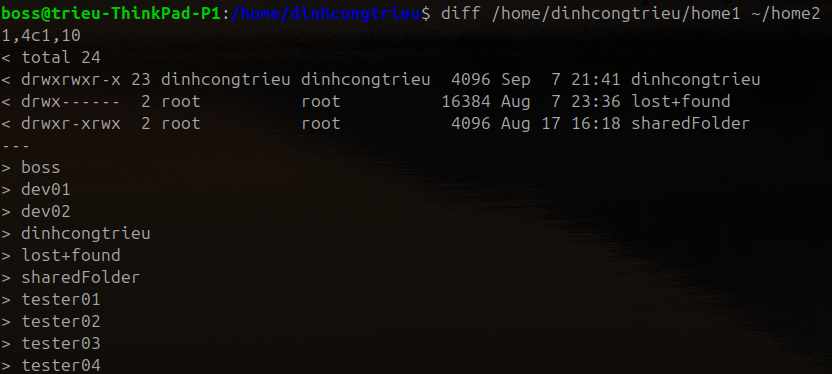 boss@trieu-ThinkPad-P1:/home/dinhcongtrieu$ diff /home/dinhcongtrieu/home1 ~/home2
1,4c1,10
< total 24
< drwxrwxr-x 23 dinhcongtrieu dinhcongtrieu  4096 Sep  7 21:41 dinhcongtrieu
< drwx------  2 root          root          16384 Aug  7 23:36 lost+found
< drwxr-xrwx  2 root          root           4096 Aug 17 16:18 sharedFolder
---
> boss
> dev01
> dev02
> dinhcongtrieu
> lost+found
> sharedFolder
> tester01
> tester02
> tester03
> tester04